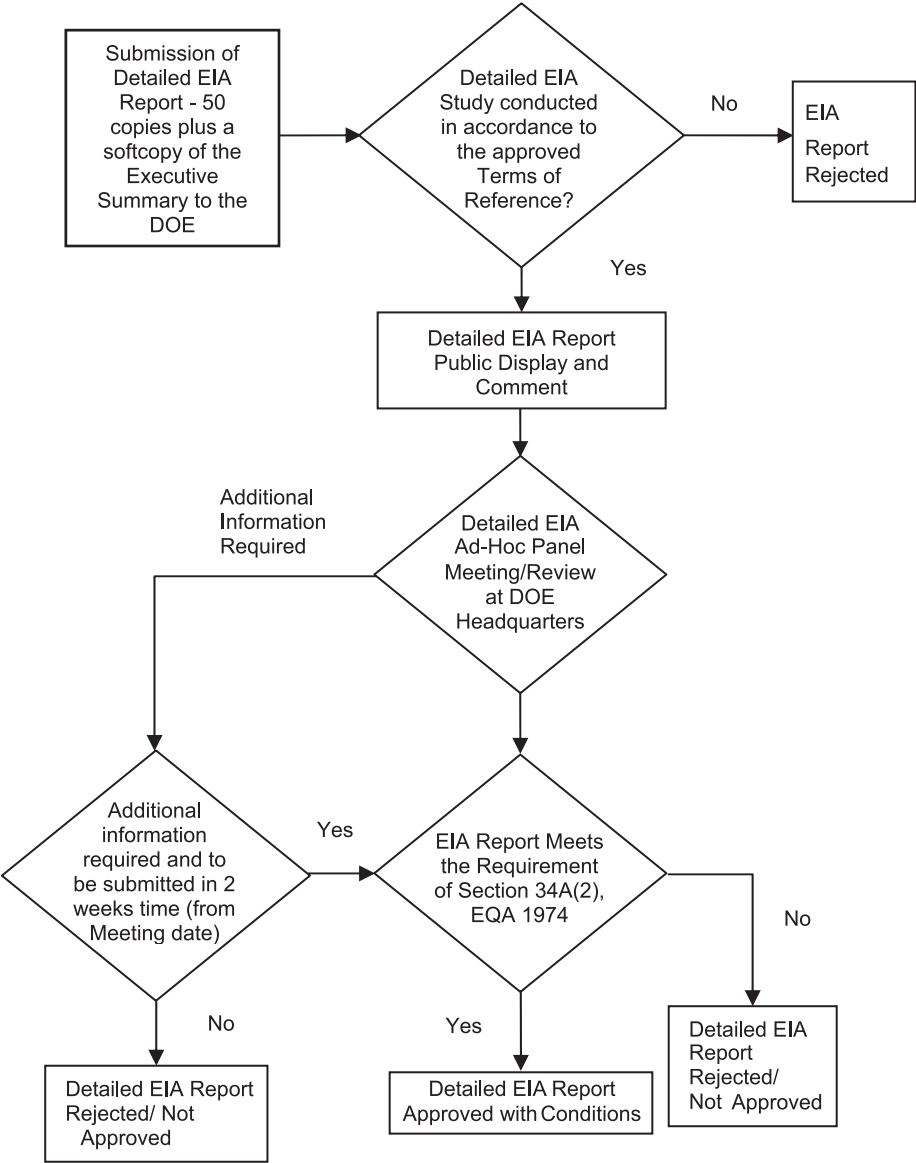 Submission of
Detailed EIA
Report - 50
copies plus a
softcopy of the
Executive
Summary to the
DOE
Detailed EIA
Study conducted
in accordance to
the approved
Terms of
Reference?
No
EIA
Report
Rejected
Yes
Detailed EIA Report
Public Display and
Comment
Additional
Information
Required
Detailed EIA
Ad-Hoc Panel
Meeting/Review
at DOE
Headquarters
Additional
information
required and to
be submitted in 2
weeks time (from
Meeting date)
Yes
EIA Report Meets
the Requirement
of Section 34A(2),
EQA 1974
No
No
Yes
Detailed EIA Report
Rejected/ Not
Approved
Detailed EIA Report
Approved with Conditions
Detailed EIA
Report
Rejected/
Not Approved